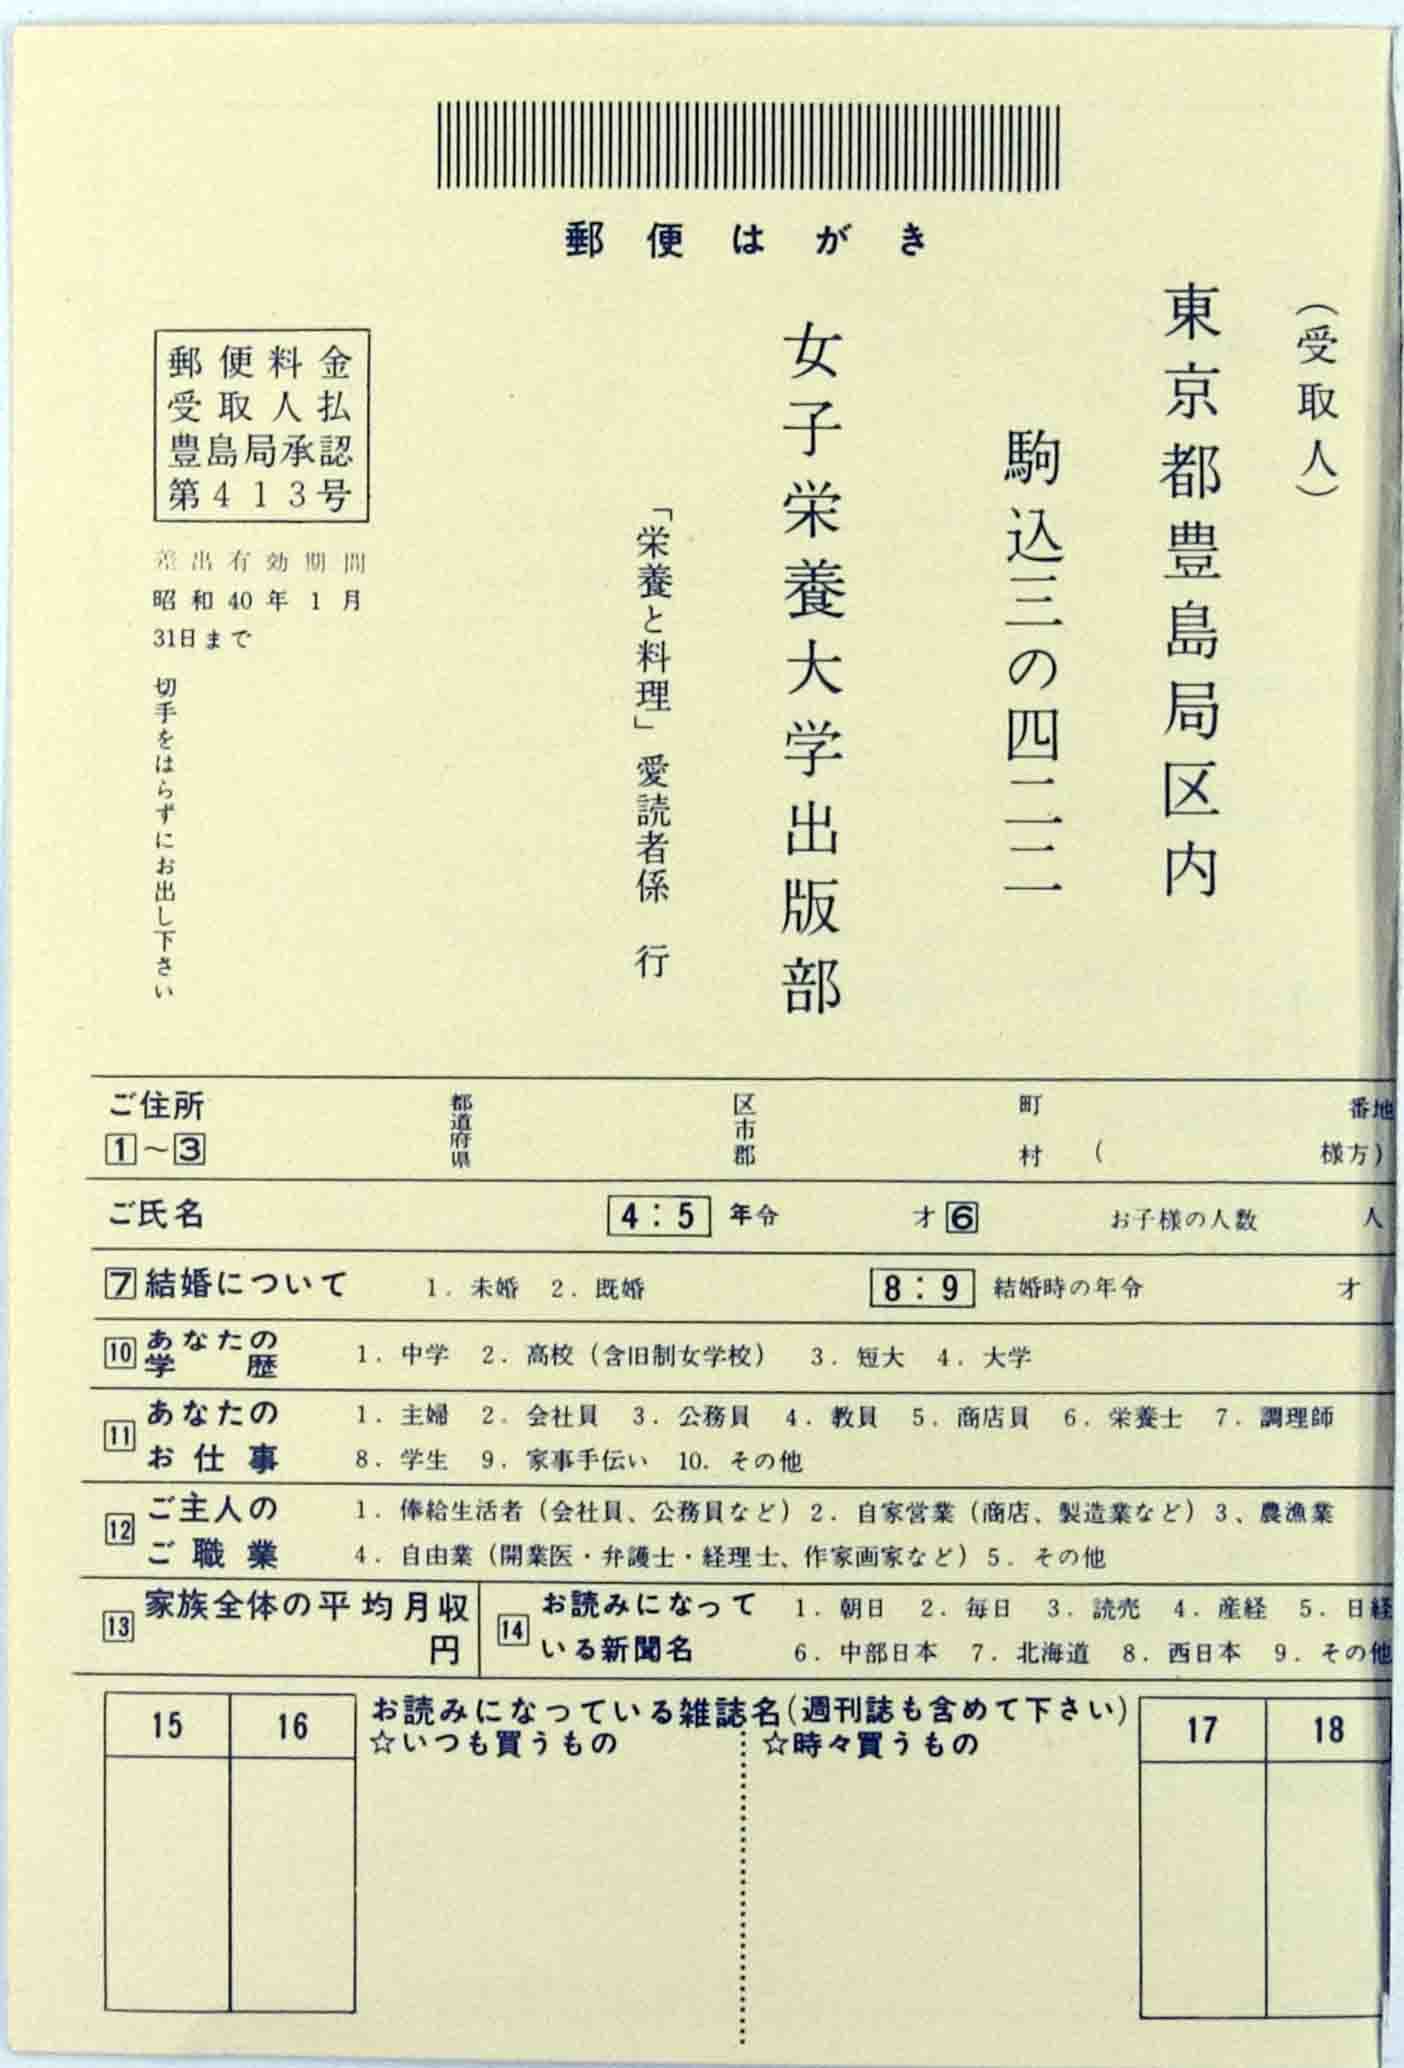 郵便はがき
（受取人）
東京都豊島局区内
駒込三の四二二
女子栄養大学出版部
「栄養と料理」愛読者係　行
郵便料金
受取人払
豊島局承認
第413号
差出有効期間
昭和40年1月
31日まで
切手をはらずにお出し下さい
ご住所　都道府県　区市郡　町　番地
1～3　村　（　様方）
ご氏名　4：5 年令　才 6　お子様の人数　人
7 結婚について　1．未婚　2．既婚　8：9 結婚時の年令　才
10 あなたの学歴　1．中学　2．高校（含旧制女学校）　3．短大　4．大学
11 あなたの　1．主婦　2．会社員　3．公務員　4．教員　5．商店員　6．栄養士　7．調理師
お仕事　8．学生　9．家事手伝い　10．その他
12 ご主人の　1．俸給生活者（会社員、公務員など）2．自家営業（商店、製造業など）3、農漁業
ご職業　4．自由業（開業医・弁護士・経理士、作家画家など）5．その他
13 家族全体の平均月収
円
14 お読みになって　1．朝日　2．毎日　3．読売　4．産経　5．日経
いる新聞名　6．中部日本　7．北海道　8．西日本　9．その他
15　16
お読みになっている雑誌名（週刊誌も含めて下さい）
☆いつも買うもの　☆時々買うもの
17　18